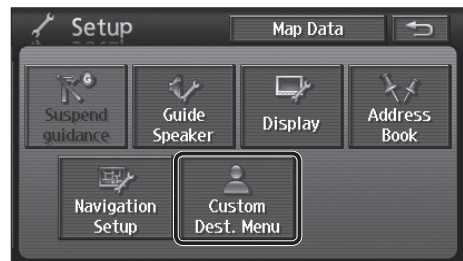 Setup
Map Data
G
Suspend
guidance
Guide
Speaker
Display
Address
Book
Navigation
Setup
Custom
Dest. Menu